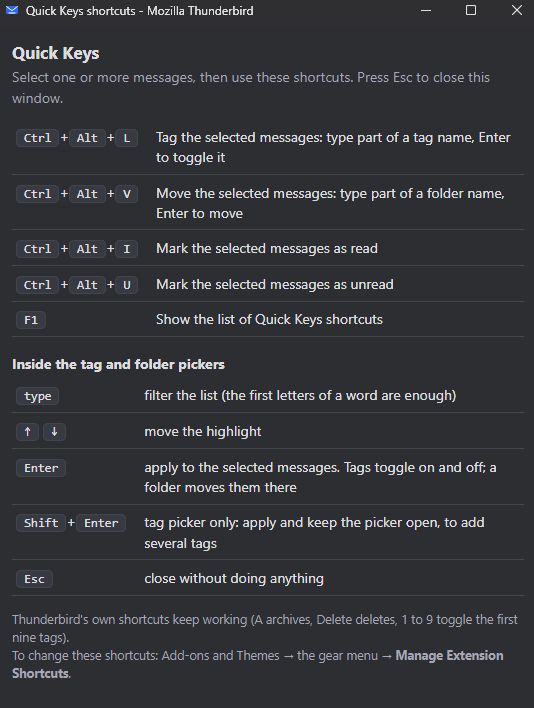 Quick Keys shortcuts - Mozilla Thunderbird
Quick Keys
Select one or more messages, then use these shortcuts. Press Esc to close this
window.
Ctrl + Alt + L Tag the selected messages: type part of a tag name, Enter
to toggle it
Ctrl + Alt + V Move the selected messages: type part of a folder name,
Enter to move
Ctrl + Alt + I Mark the selected messages as read
Ctrl + Alt + U Mark the selected messages as unread
F1 Show the list of Quick Keys shortcuts
Inside the tag and folder pickers
type filter the list (the first letters of a word are enough)
↑ ↓ move the highlight
Enter apply to the selected messages. Tags toggle on and off; a
folder moves them there
Shift + Enter tag picker only: apply and keep the picker open, to add
several tags
Esc close without doing anything
Thunderbird's own shortcuts keep working (A archives, Delete deletes, 1 to 9 toggle the first
nine tags).
To change these shortcuts: Add-ons and Themes → the gear menu → Manage Extension
Shortcuts.